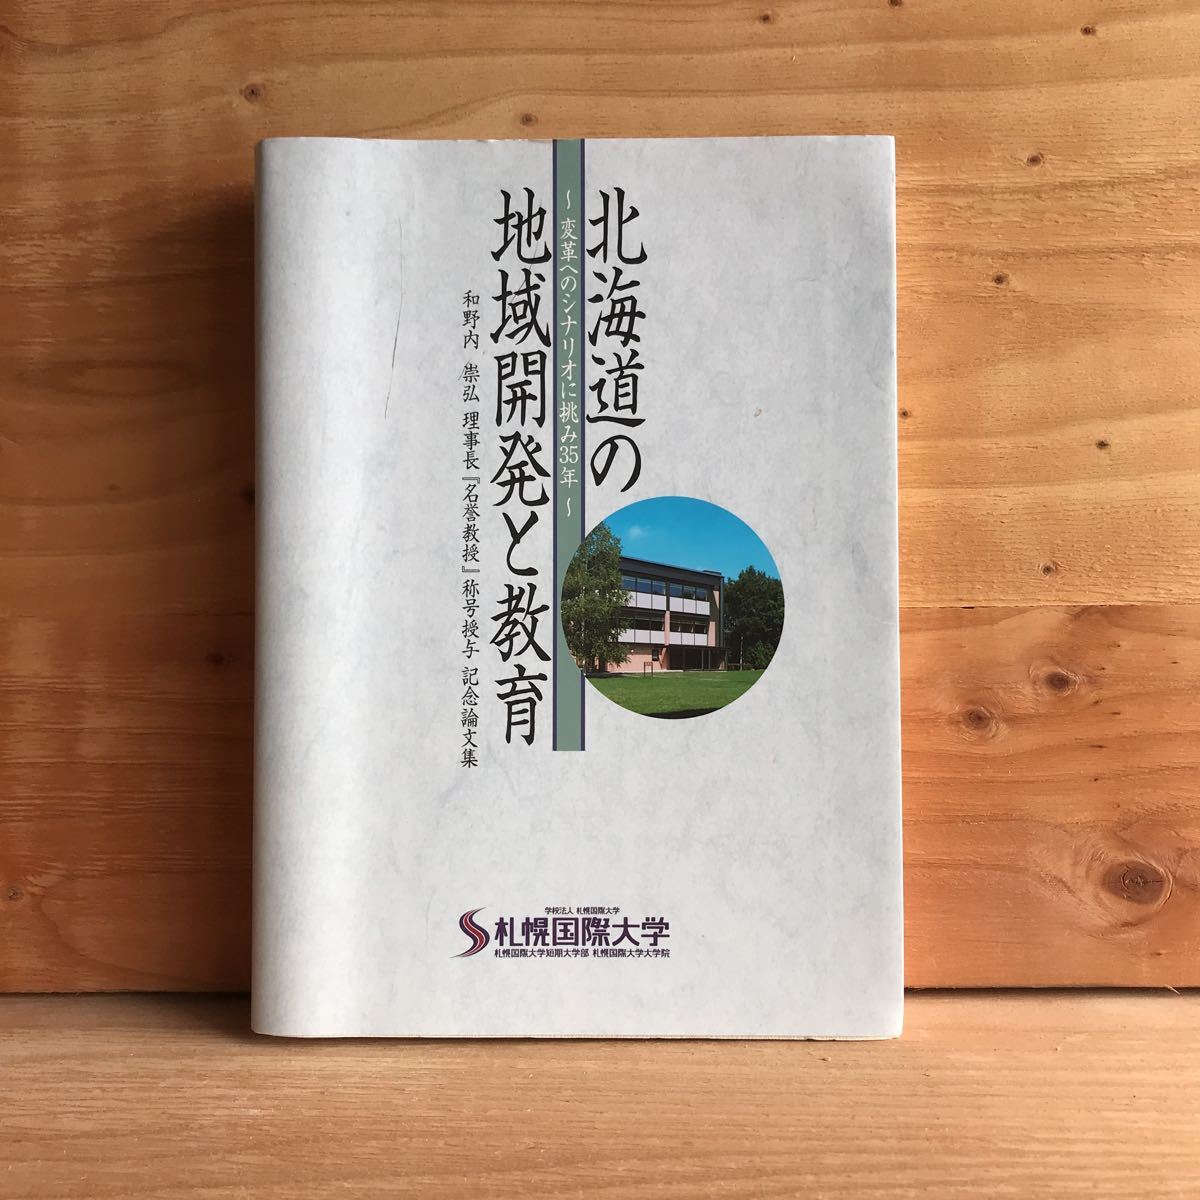 北海道の
～変革へのシナリオに挑み35年～
地域開発と教育
和野内 崇弘 理事長『名誉教授』称号授与 記念論文集
学校法人 札幌国際大学
札幌国際大学
札幌国際大学短期大学部 札幌国際大学大学院